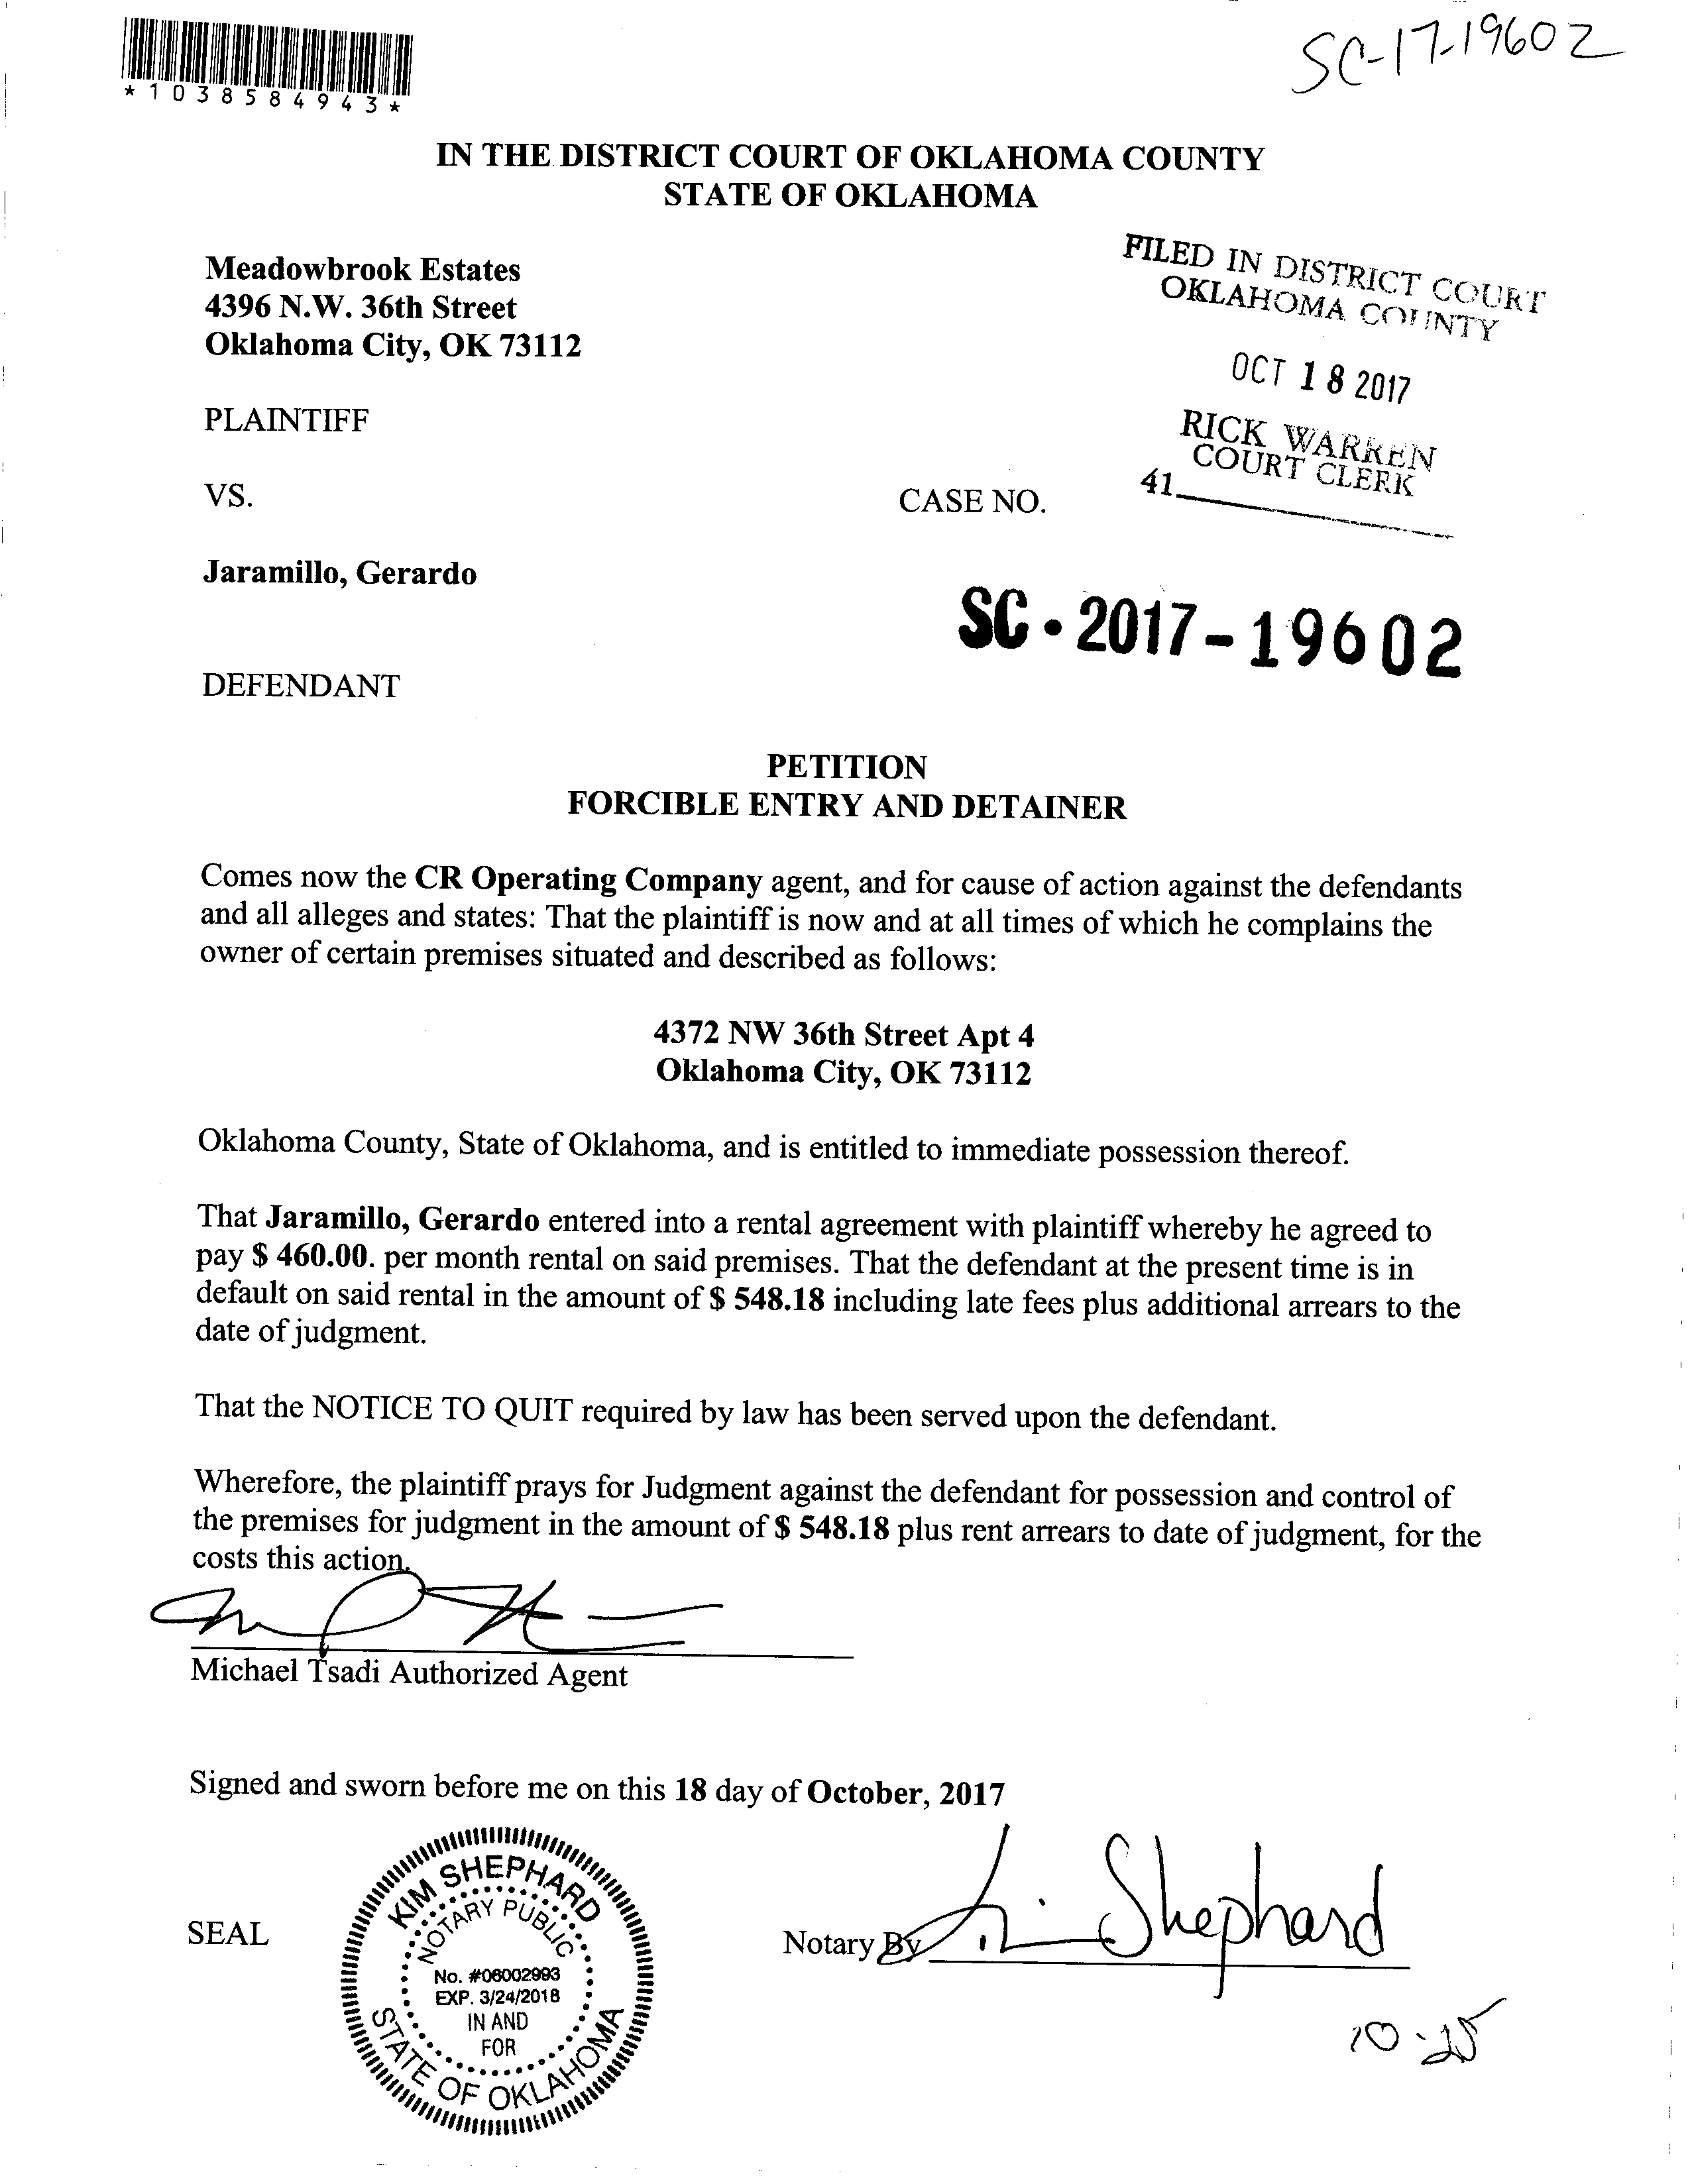 *1038584943*
SC-17-19602
IN THE DISTRICT COURT OF OKLAHOMA COUNTY
STATE OF OKLAHOMA
Meadowbrook Estates
4396 N.W. 36th Street
Oklahoma City, OK 73112
FILED IN DISTRICT COURT
OKLAHOMA COUNTY
OCT 18 2017
RICK WARREN
COURT CLERK
41
PLAINTIFF
VS.
CASE NO.
Jaramillo, Gerardo
SC-2017-19602
DEFENDANT
PETITION
FORCIBLE ENTRY AND DETAINER
Comes now the CR Operating Company agent, and for cause of action against the defendants
and all alleges and states: That the plaintiff is now and at all times of which he complains the
owner of certain premises situated and described as follows:
4372 NW 36th Street Apt 4
Oklahoma City, OK 73112
Oklahoma County, State of Oklahoma, and is entitled to immediate possession thereof.
That Jaramillo, Gerardo entered into a rental agreement with plaintiff whereby he agreed to
pay $ 460.00. per month rental on said premises. That the defendant at the present time is in
default on said rental in the amount of $ 548.18 including late fees plus additional arrears to the
date of judgment.
That the NOTICE TO QUIT required by law has been served upon the defendant.
Wherefore, the plaintiff prays for Judgment against the defendant for possession and control of
the premises for judgment in the amount of $ 548.18 plus rent arrears to date of judgment, for the
costs this action.
Michael Tsadi Authorized Agent
Signed and sworn before me on this 18 day of October, 2017
SEAL
KIM SHEPHARD
NOTARY PUBLIC
No. #06002993
EXP. 3/24/2018
IN AND
FOR
STATE OF OKLAHOMA
Notary By Kim Shephard
10-25